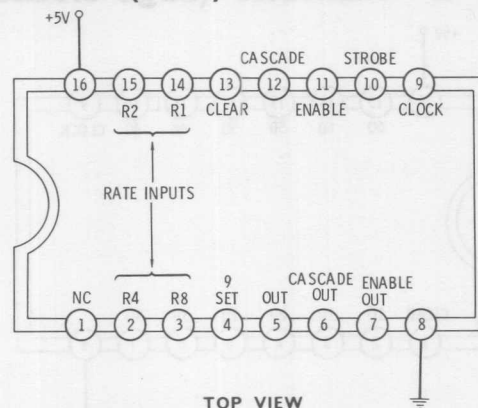 +5V
CASCADE STROBE
16 15 14 13 12 11 10 9
R2 R1 CLEAR ENABLE CLOCK
RATE INPUTS
NC R4 R8 9 SET OUT CASCADE OUT ENABLE OUT
1 2 3 4 5 6 7 8
TOP VIEW